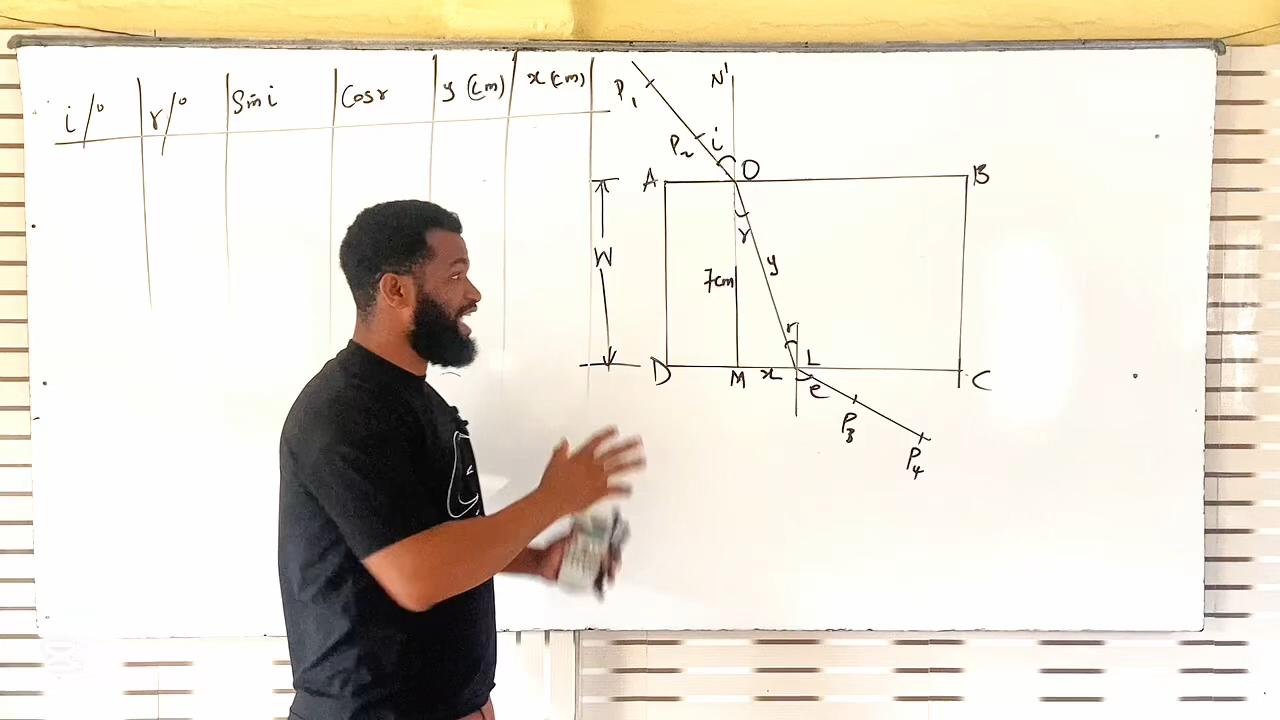 i/° r/° Sin i Cos r y (cm) x (cm)
P₁
N'
P₂ i O
A B
r
W
y
7cm
r
D M x L C
e
P₃
P₄